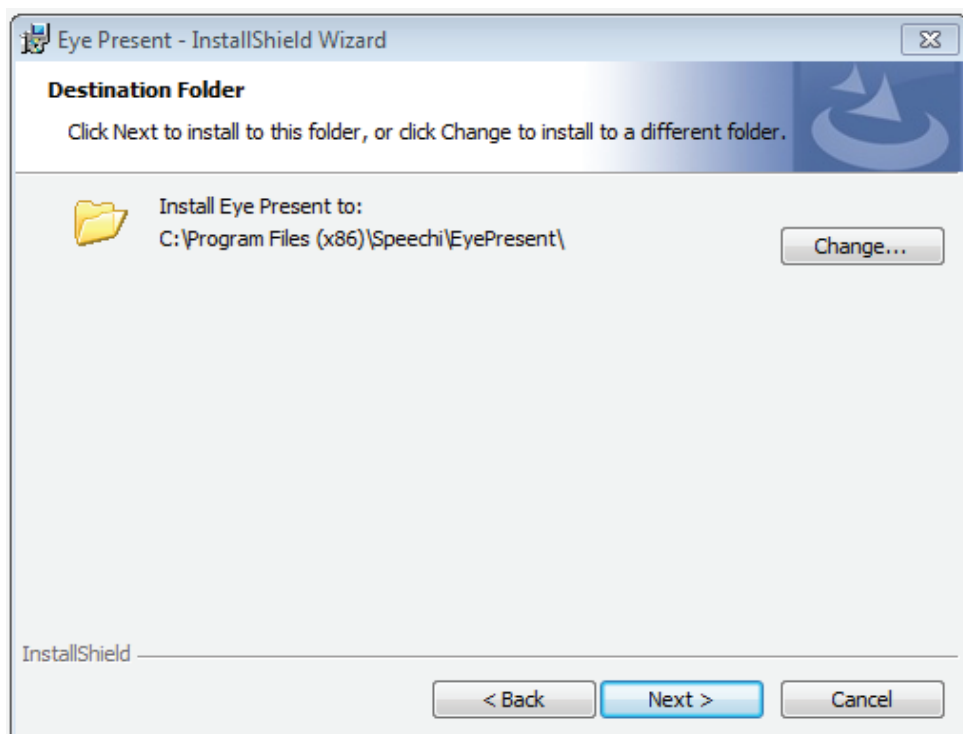 Eye Present - InstallShield Wizard
Destination Folder
Click Next to install to this folder, or click Change to install to a different folder.
Install Eye Present to:
C:\Program Files (x86)\Speechi\EyePresent\
Change...
InstallShield
< Back
Next >
Cancel